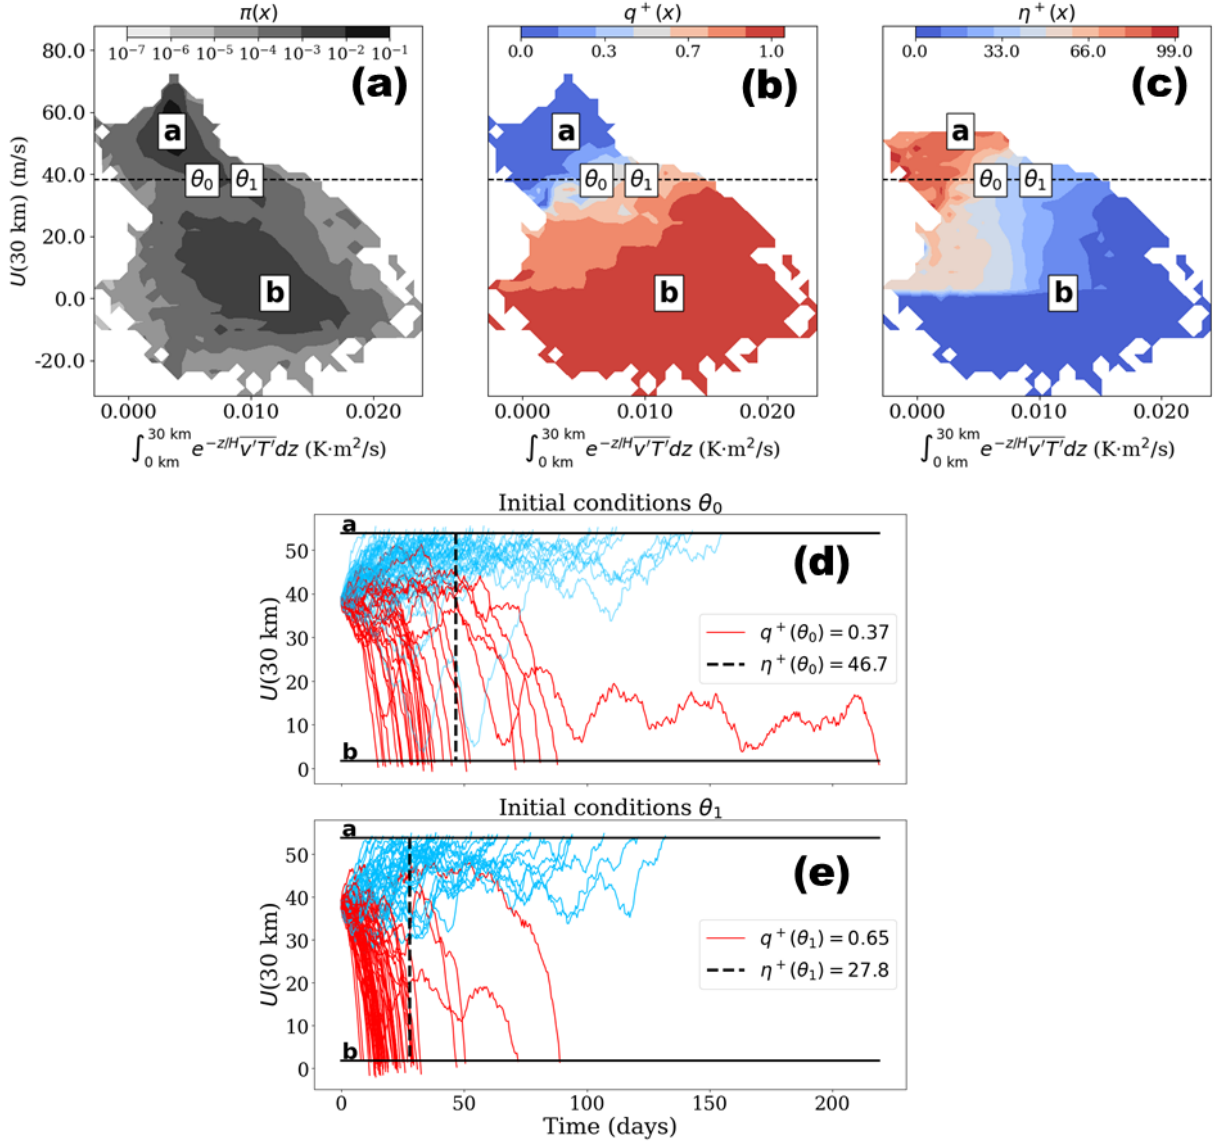 π(x)
10⁻⁷ 10⁻⁶ 10⁻⁵ 10⁻⁴ 10⁻³ 10⁻² 10⁻¹
(a)
a
θ₀ θ₁
b
80.0
60.0
40.0
20.0
0.0
-20.0
U(30 km) (m/s)
0.000 0.010 0.020
∫₀ ₖₘ³⁰ ᵏᵐ e^{-z/H} \overline{v′T′}dz (K·m²/s)
q⁺(x)
0.0 0.3 0.7 1.0
(b)
a
θ₀ θ₁
b
0.000 0.010 0.020
∫₀ ₖₘ³⁰ ᵏᵐ e^{-z/H} \overline{v′T′}dz (K·m²/s)
η⁺(x)
0.0 33.0 66.0 99.0
(c)
a
θ₀ θ₁
b
0.000 0.010 0.020
∫₀ ₖₘ³⁰ ᵏᵐ e^{-z/H} \overline{v′T′}dz (K·m²/s)
Initial conditions θ₀
a
(d)
50
40
30
20
10
0
U(30 km)
q⁺(θ₀) = 0.37
η⁺(θ₀) = 46.7
b
Initial conditions θ₁
a
(e)
50
40
30
20
10
0
U(30 km)
q⁺(θ₁) = 0.65
η⁺(θ₁) = 27.8
b
0 50 100 150 200
Time (days)